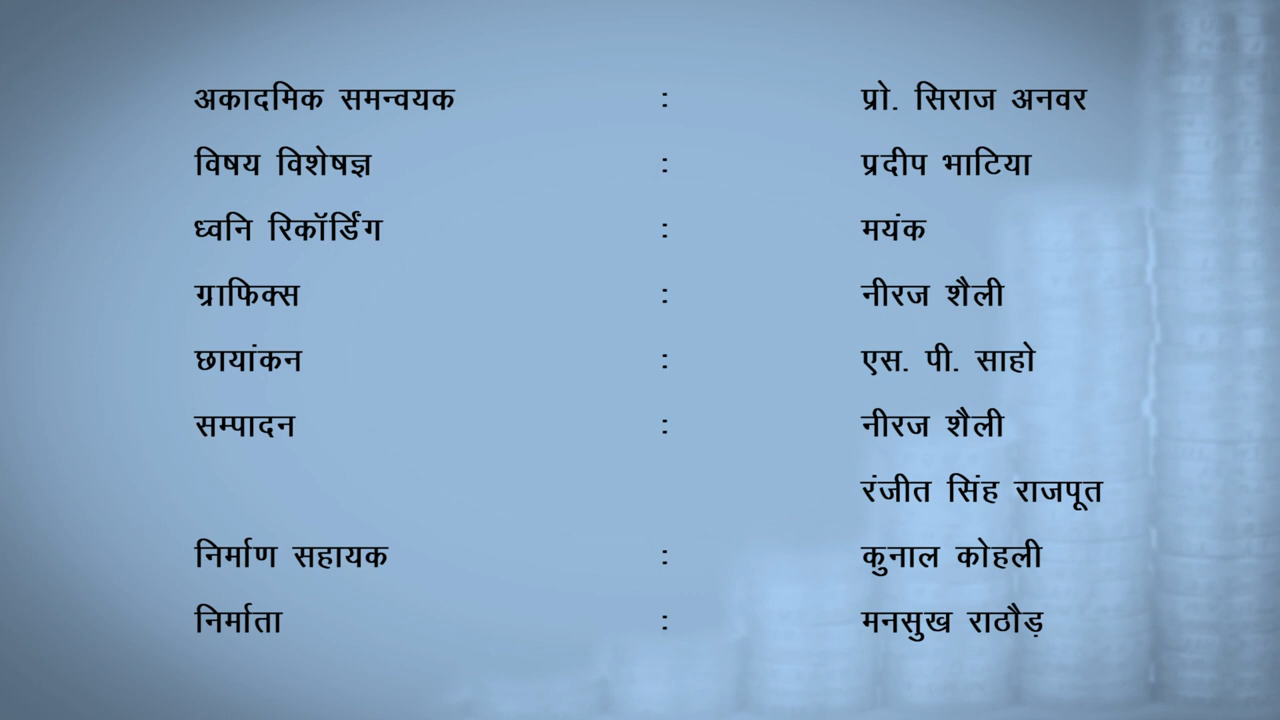 अकादमिक समन्वयक : प्रो. सिराज अनवर
विषय विशेषज्ञ : प्रदीप भाटिया
ध्वनि रिकॉर्डिंग : मयंक
ग्राफिक्स : नीरज शैली
छायांकन : एस. पी. साहो
सम्पादन : नीरज शैली
रंजीत सिंह राजपूत
निर्माण सहायक : कुनाल कोहली
निर्माता : मनसुख राठौड़